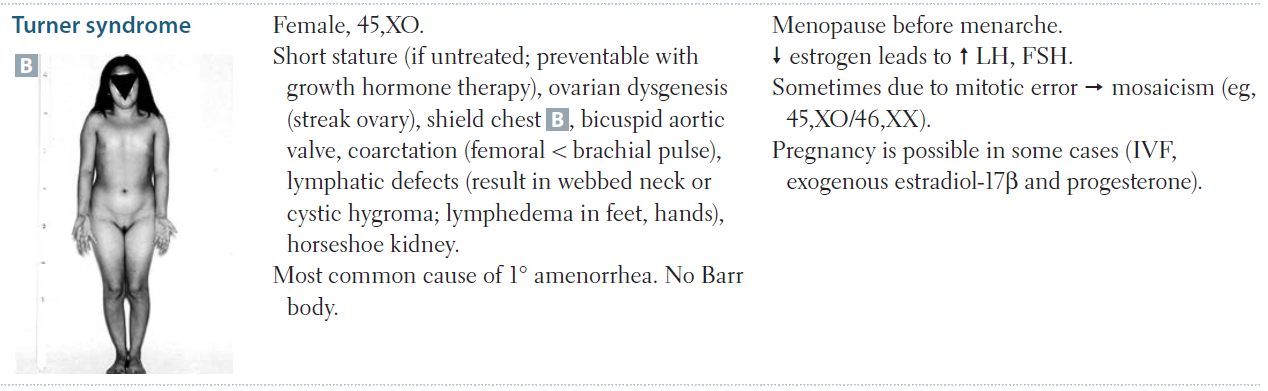 Turner syndrome
B
Female, 45,XO.
Short stature (if untreated; preventable with
growth hormone therapy), ovarian dysgenesis
(streak ovary), shield chest B, bicuspid aortic
valve, coarctation (femoral < brachial pulse),
lymphatic defects (result in webbed neck or
cystic hygroma; lymphedema in feet, hands),
horseshoe kidney.
Most common cause of 1° amenorrhea. No Barr
body.
Menopause before menarche.
↓ estrogen leads to ↑ LH, FSH.
Sometimes due to mitotic error → mosaicism (eg,
45,XO/46,XX).
Pregnancy is possible in some cases (IVF,
exogenous estradiol-17β and progesterone).